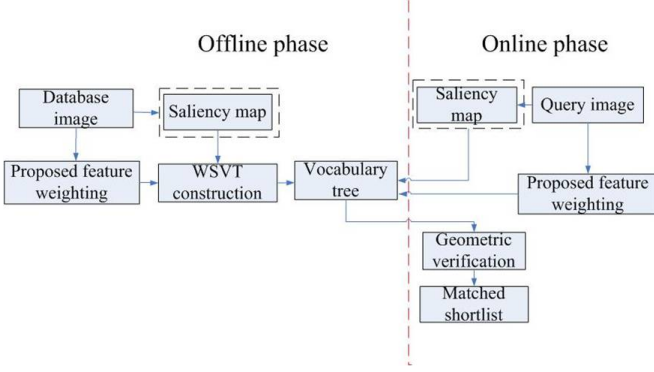 Offline phase
Online phase
Database
image
Saliency map
Saliency
map
Query image
Proposed feature
weighting
WSVT
construction
Vocabulary
tree
Proposed feature
weighting
Geometric
verification
Matched
shortlist